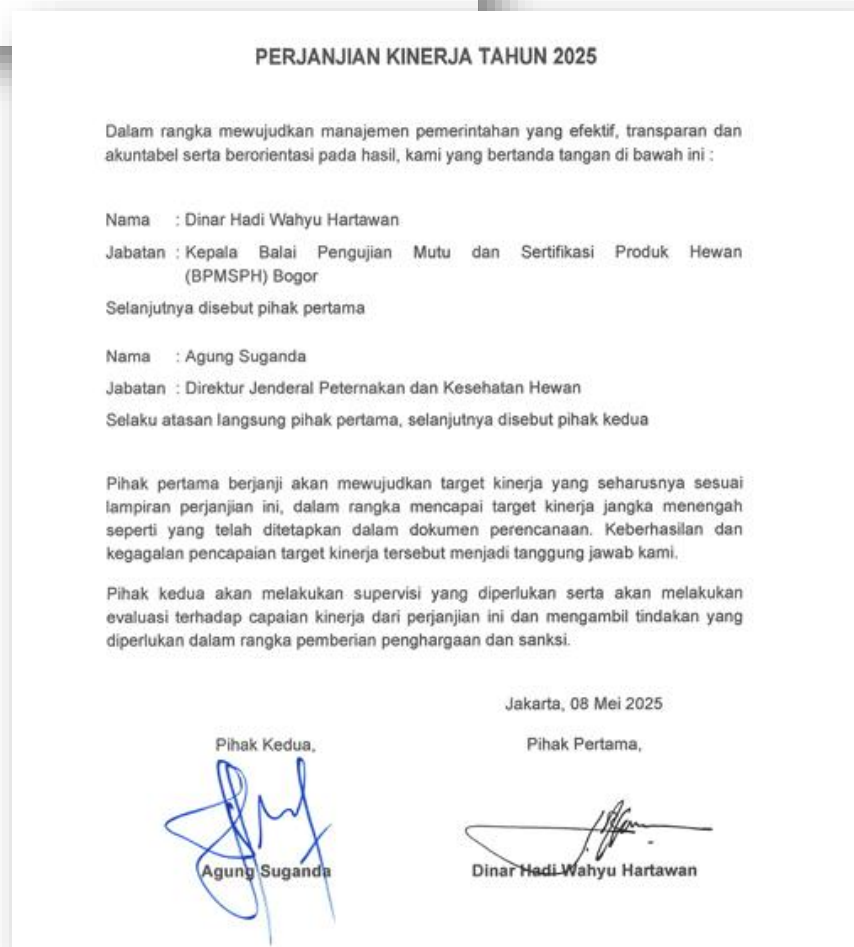 PERJANJIAN KINERJA TAHUN 2025
Dalam rangka mewujudkan manajemen pemerintahan yang efektif, transparan dan
akuntabel serta berorientasi pada hasil, kami yang bertanda tangan di bawah ini :
Nama : Dinar Hadi Wahyu Hartawan
Jabatan : Kepala Balai Pengujian Mutu dan Sertifikasi Produk Hewan
(BPMSPH) Bogor
Selanjutnya disebut pihak pertama
Nama : Agung Suganda
Jabatan : Direktur Jenderal Peternakan dan Kesehatan Hewan
Selaku atasan langsung pihak pertama, selanjutnya disebut pihak kedua
Pihak pertama berjanji akan mewujudkan target kinerja yang seharusnya sesuai
lampiran perjanjian ini, dalam rangka mencapai target kinerja jangka menengah
seperti yang telah ditetapkan dalam dokumen perencanaan. Keberhasilan dan
kegagalan pencapaian target kinerja tersebut menjadi tanggung jawab kami.
Pihak kedua akan melakukan supervisi yang diperlukan serta akan melakukan
evaluasi terhadap capaian kinerja dari perjanjian ini dan mengambil tindakan yang
diperlukan dalam rangka pemberian penghargaan dan sanksi.
Jakarta, 08 Mei 2025
Pihak Kedua, Pihak Pertama,
Agung Suganda Dinar Hadi Wahyu Hartawan